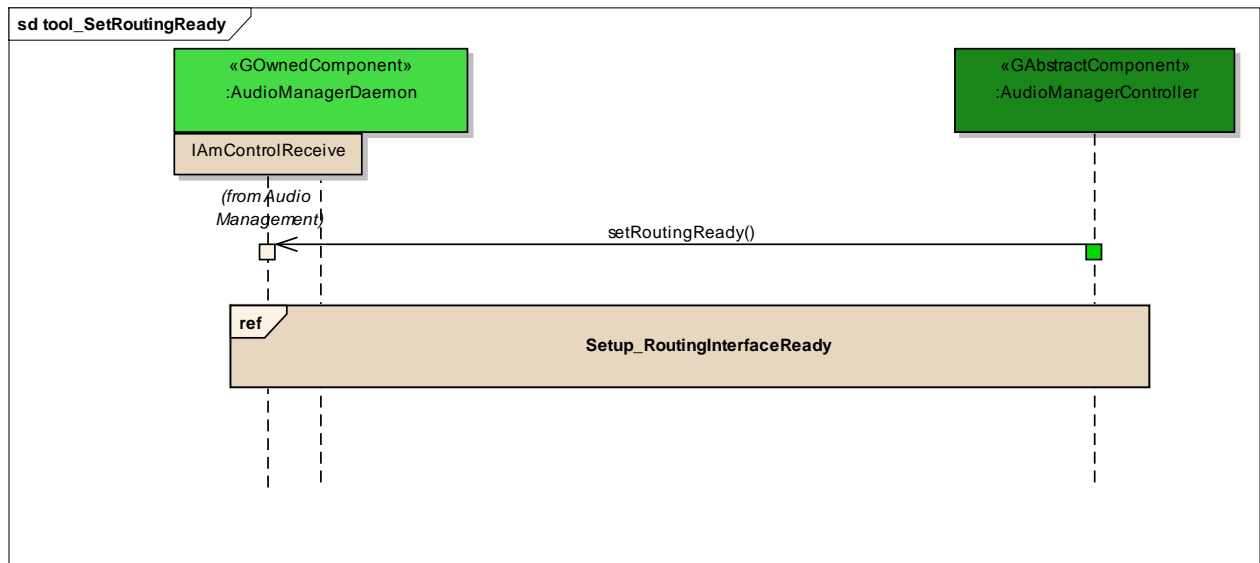 sd tool_SetRoutingReady
«GOwnedComponent»
:AudioManagerDaemon
«GAbstractComponent»
:AudioManagerController
IAmControlReceive
(from Audio
Management)
setRoutingReady()
ref
Setup_RoutingInterfaceReady